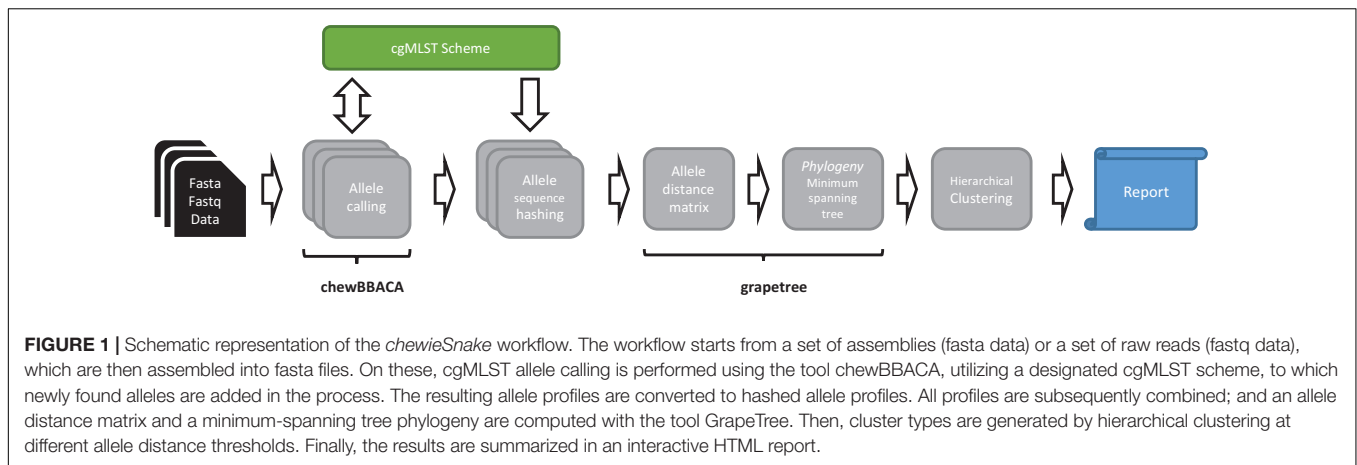 cgMLST Scheme
Fasta
Fastq
Data
Allele
calling
Allele
sequence
hashing
Allele
distance
matrix
Phylogeny
Minimum
spanning
tree
Hierarchical
Clustering
Report
chewBBACA
grapetree
FIGURE 1 | Schematic representation of the chewieSnake workflow. The workflow starts from a set of assemblies (fasta data) or a set of raw reads (fastq data),
which are then assembled into fasta files. On these, cgMLST allele calling is performed using the tool chewBBACA, utilizing a designated cgMLST scheme, to which
newly found alleles are added in the process. The resulting allele profiles are converted to hashed allele profiles. All profiles are subsequently combined; and an allele
distance matrix and a minimum-spanning tree phylogeny are computed with the tool GrapeTree. Then, cluster types are generated by hierarchical clustering at
different allele distance thresholds. Finally, the results are summarized in an interactive HTML report.